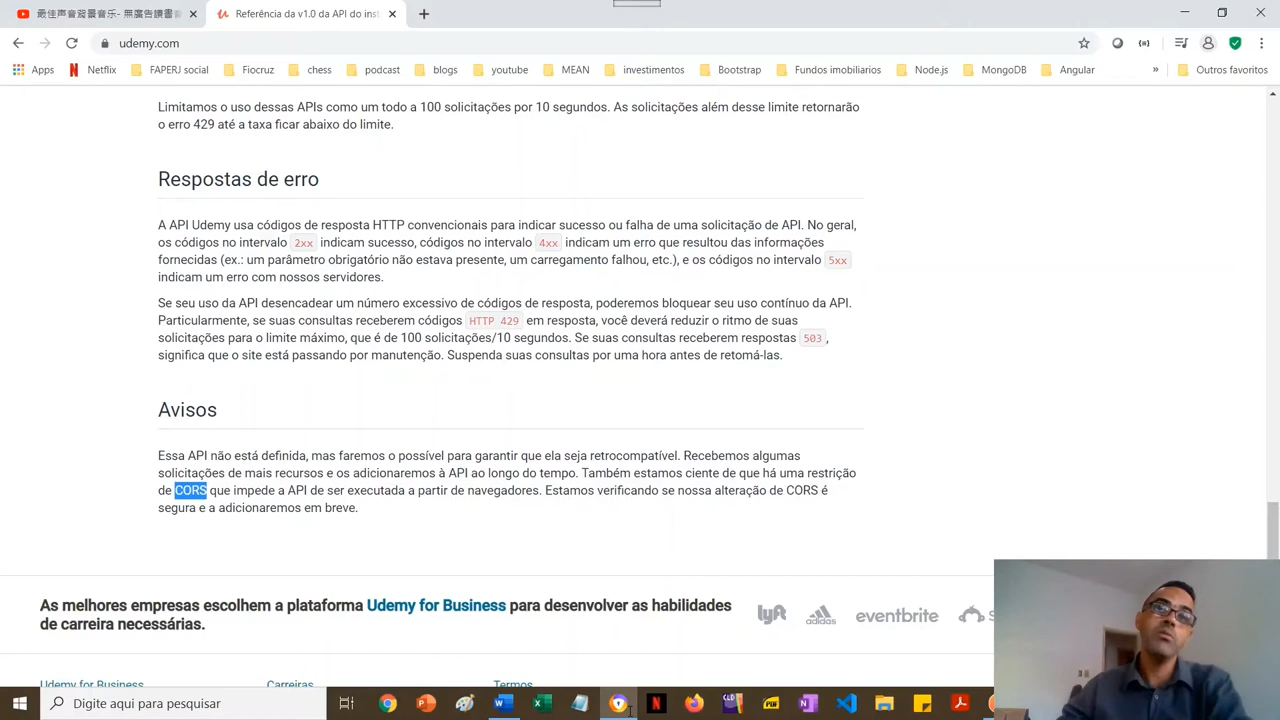 最佳声音背景音乐- 無廣告讀書
Referência da v1.0 da API do inst
udemy.com
Apps
Netflix
FAPERJ social
Fiocruz
chess
podcast
blogs
youtube
MEAN
investimentos
Bootstrap
Fundos imobiliarios
Node.js
MongoDB
Angular
»
Outros favoritos
Limitamos o uso dessas APIs como um todo a 100 solicitações por 10 segundos. As solicitações além desse limite retornarão
o erro 429 até a taxa ficar abaixo do limite.
Respostas de erro
A API Udemy usa códigos de resposta HTTP convencionais para indicar sucesso ou falha de uma solicitação de API. No geral,
os códigos no intervalo 2xx indicam sucesso, códigos no intervalo 4xx indicam um erro que resultou das informações
fornecidas (ex.: um parâmetro obrigatório não estava presente, um carregamento falhou, etc.), e os códigos no intervalo 5xx
indicam um erro com nossos servidores.
Se seu uso da API desencadear um número excessivo de códigos de resposta, poderemos bloquear seu uso contínuo da API.
Particularmente, se suas consultas receberem códigos HTTP 429 em resposta, você deverá reduzir o ritmo de suas
solicitações para o limite máximo, que é de 100 solicitações/10 segundos. Se suas consultas receberem respostas 503,
significa que o site está passando por manutenção. Suspenda suas consultas por uma hora antes de retomá-las.
Avisos
Essa API não está definida, mas faremos o possível para garantir que ela seja retrocompatível. Recebemos algumas
solicitações de mais recursos e os adicionaremos à API ao longo do tempo. Também estamos ciente de que há uma restrição
de CORS que impede a API de ser executada a partir de navegadores. Estamos verificando se nossa alteração de CORS é
segura e a adicionaremos em breve.
As melhores empresas escolhem a plataforma Udemy for Business para desenvolver as habilidades
de carreira necessárias.
lyft
adidas
eventbrite
Udemy for Business
Carreiras
Termos
Digite aqui para pesquisar